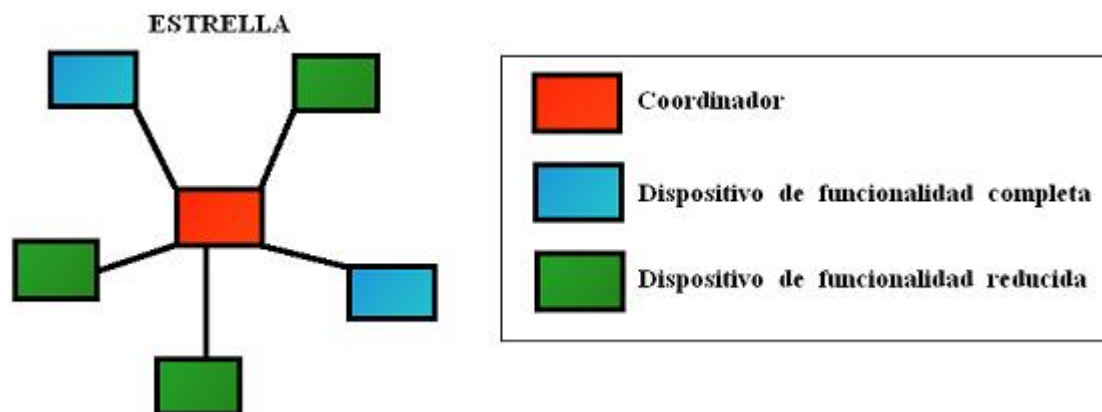 ESTRELLA
Coordinador
Dispositivo de funcionalidad completa
Dispositivo de funcionalidad reducida